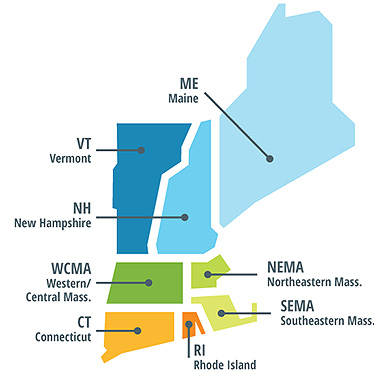 ME
Maine
VT
Vermont
NH
New Hampshire
WCMA
Western/
Central Mass.
NEMA
Northeastern Mass.
SEMA
Southeastern Mass.
CT
Connecticut
RI
Rhode Island